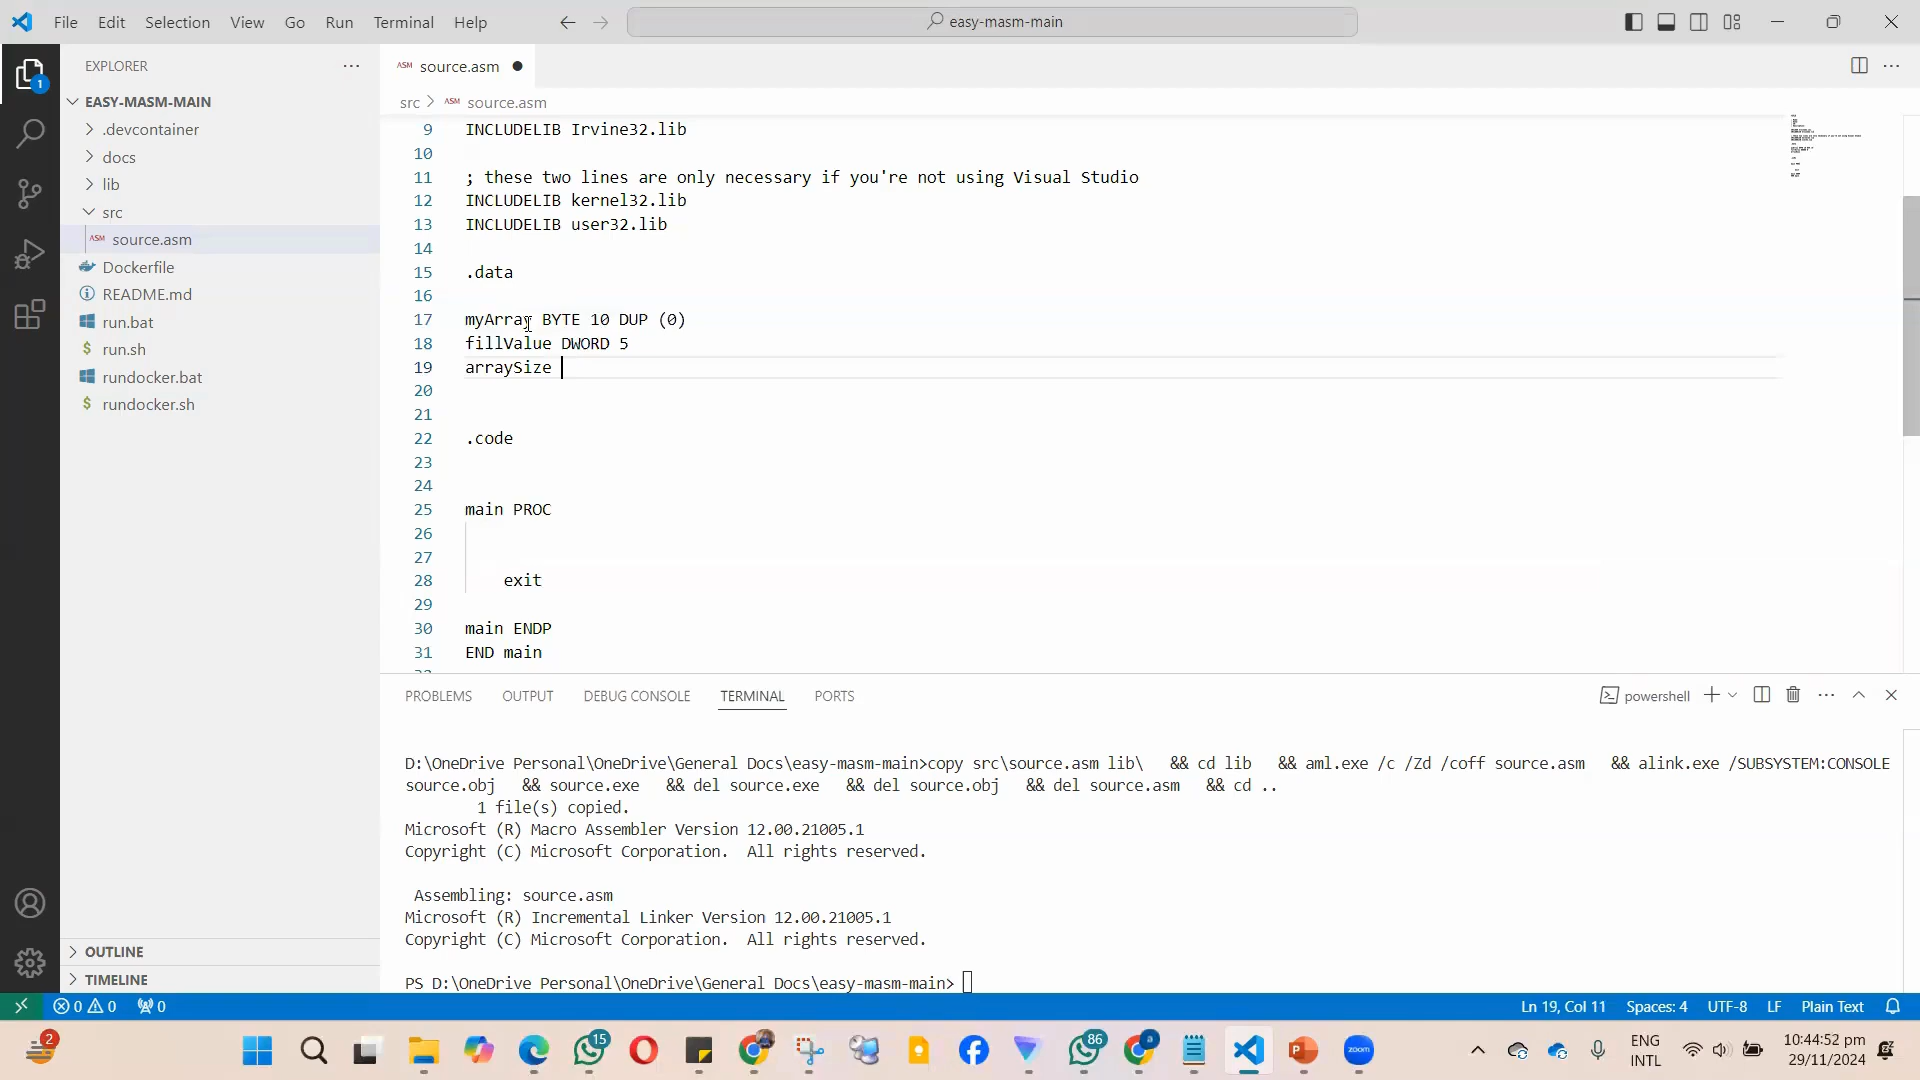 File Edit Selection View Go Run Terminal Help
easy-masm-main
EXPLORER
1
EASY-MASM-MAIN
.devcontainer
docs
lib
src
ASM source.asm
Dockerfile
README.md
run.bat
run.sh
rundocker.bat
rundocker.sh
OUTLINE
TIMELINE
ASM source.asm
src > ASM source.asm
9 INCLUDELIB Irvine32.lib
10
11 ; these two lines are only necessary if you're not using Visual Studio
12 INCLUDELIB kernel32.lib
13 INCLUDELIB user32.lib
14
15 .data
16
17 myArray BYTE 10 DUP (0)
18 fillValue DWORD 5
19 arraySize
20
21
22 .code
23
24
25 main PROC
26
27
28 exit
29
30 main ENDP
31 END main
PROBLEMS OUTPUT DEBUG CONSOLE TERMINAL PORTS
powershell
D:\OneDrive Personal\OneDrive\General Docs\easy-masm-main>copy src\source.asm lib\ && cd lib && aml.exe /c /Zd /coff source.asm && alink.exe /SUBSYSTEM:CONSOLE
source.obj && source.exe && del source.exe && del source.obj && del source.asm && cd ..
1 file(s) copied.
Microsoft (R) Macro Assembler Version 12.00.21005.1
Copyright (C) Microsoft Corporation. All rights reserved.
Assembling: source.asm
Microsoft (R) Incremental Linker Version 12.00.21005.1
Copyright (C) Microsoft Corporation. All rights reserved.
PS D:\OneDrive Personal\OneDrive\General Docs\easy-masm-main>
0 0 0 Ln 19, Col 11 Spaces: 4 UTF-8 LF Plain Text
2
15
86
zoom
ENG
INTL
10:44:52 pm
29/11/2024